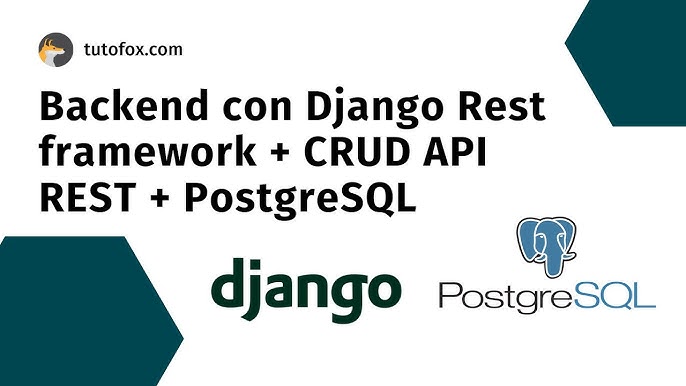 tutofox.com
Backend con Django Rest
framework + CRUD API
REST + PostgreSQL
django
PostgreSQL